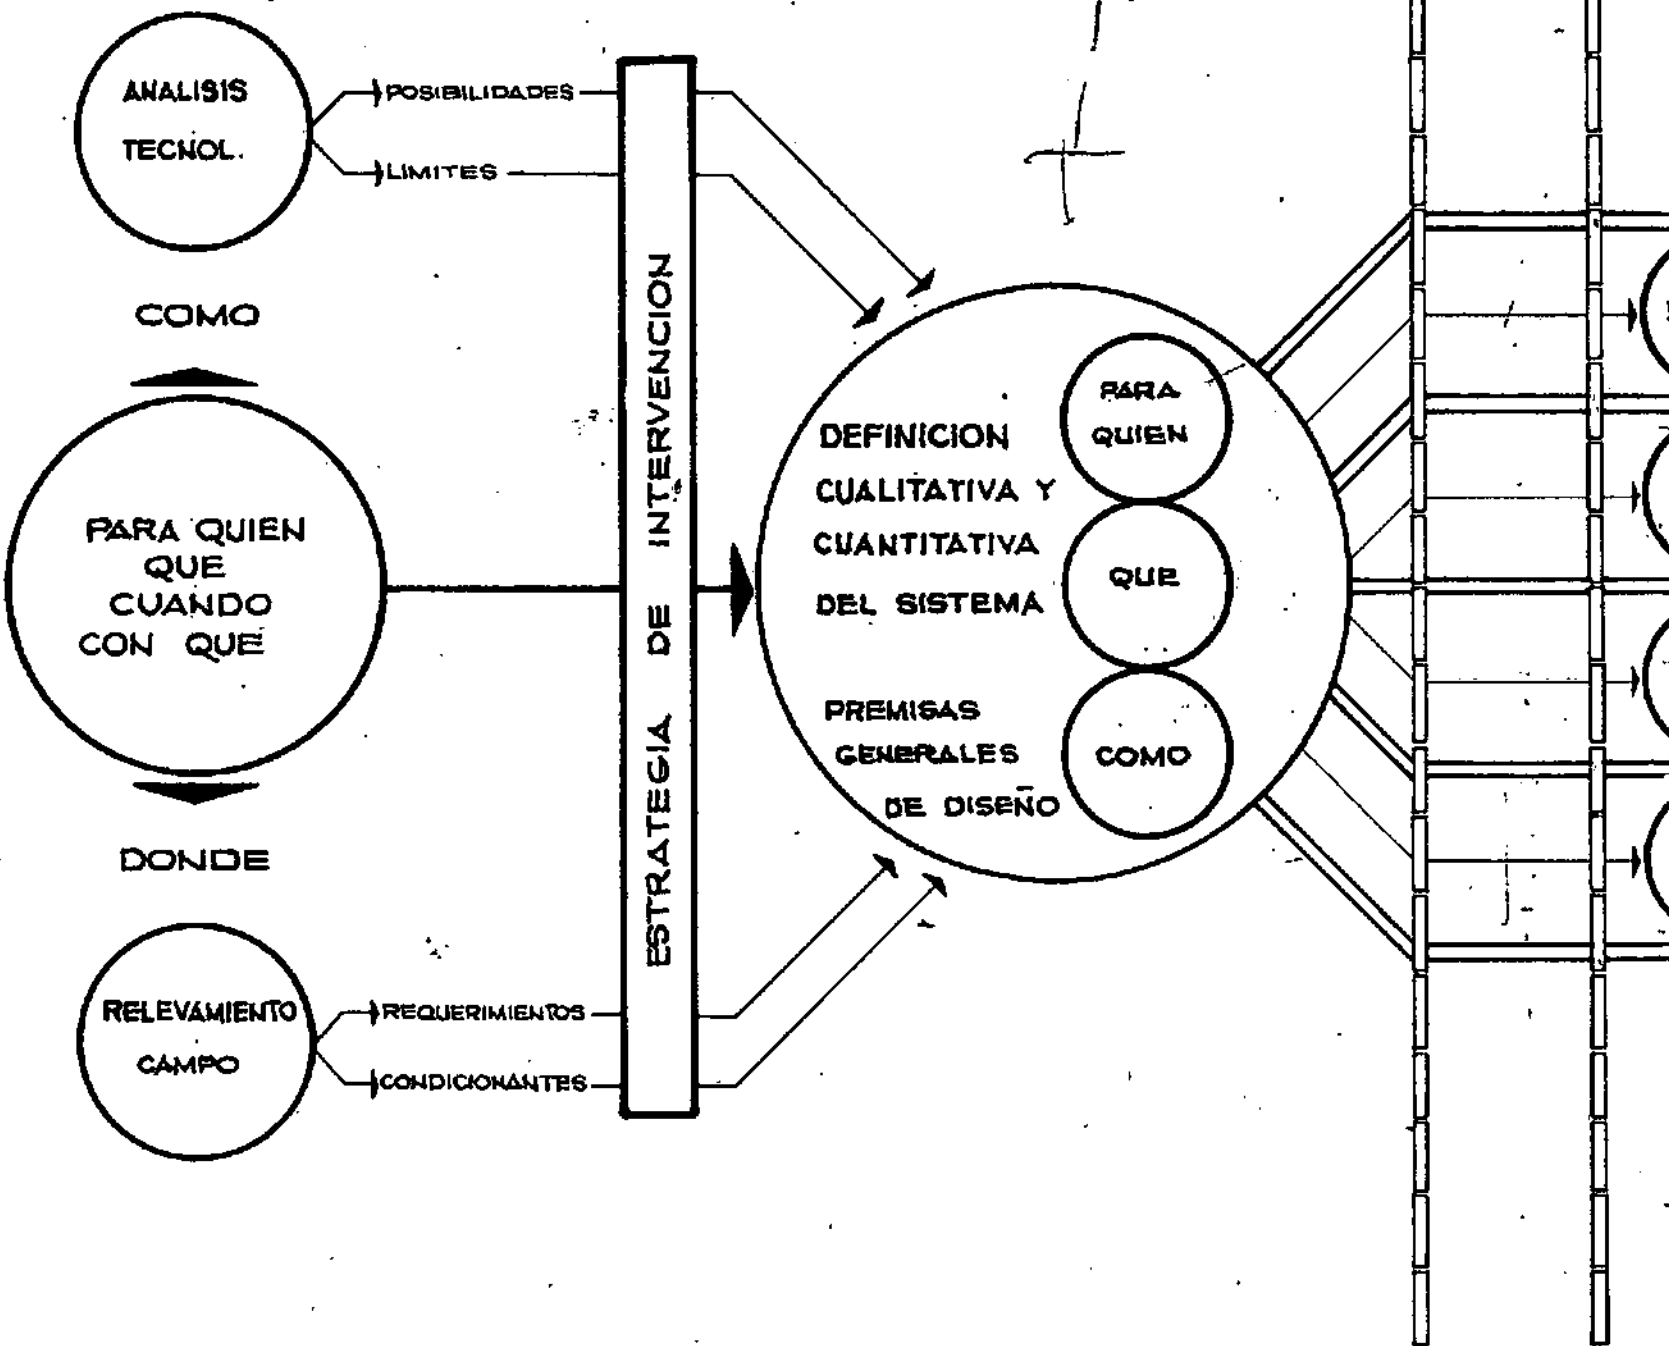 ANALISIS
TECNOL.
POSIBILIDADES
LIMITES
COMO
PARA QUIEN
QUE
CUANDO
CON QUE
DONDE
RELEVAMIENTO
CAMPO
REQUERIMIENTOS
CONDICIONANTES
ESTRATEGIA DE INTERVENCION
DEFINICION
CUALITATIVA Y
CUANTITATIVA
DEL SISTEMA
PREMISAS
GENERALES
DE DISEÑO
PARA
QUIEN
QUE
COMO